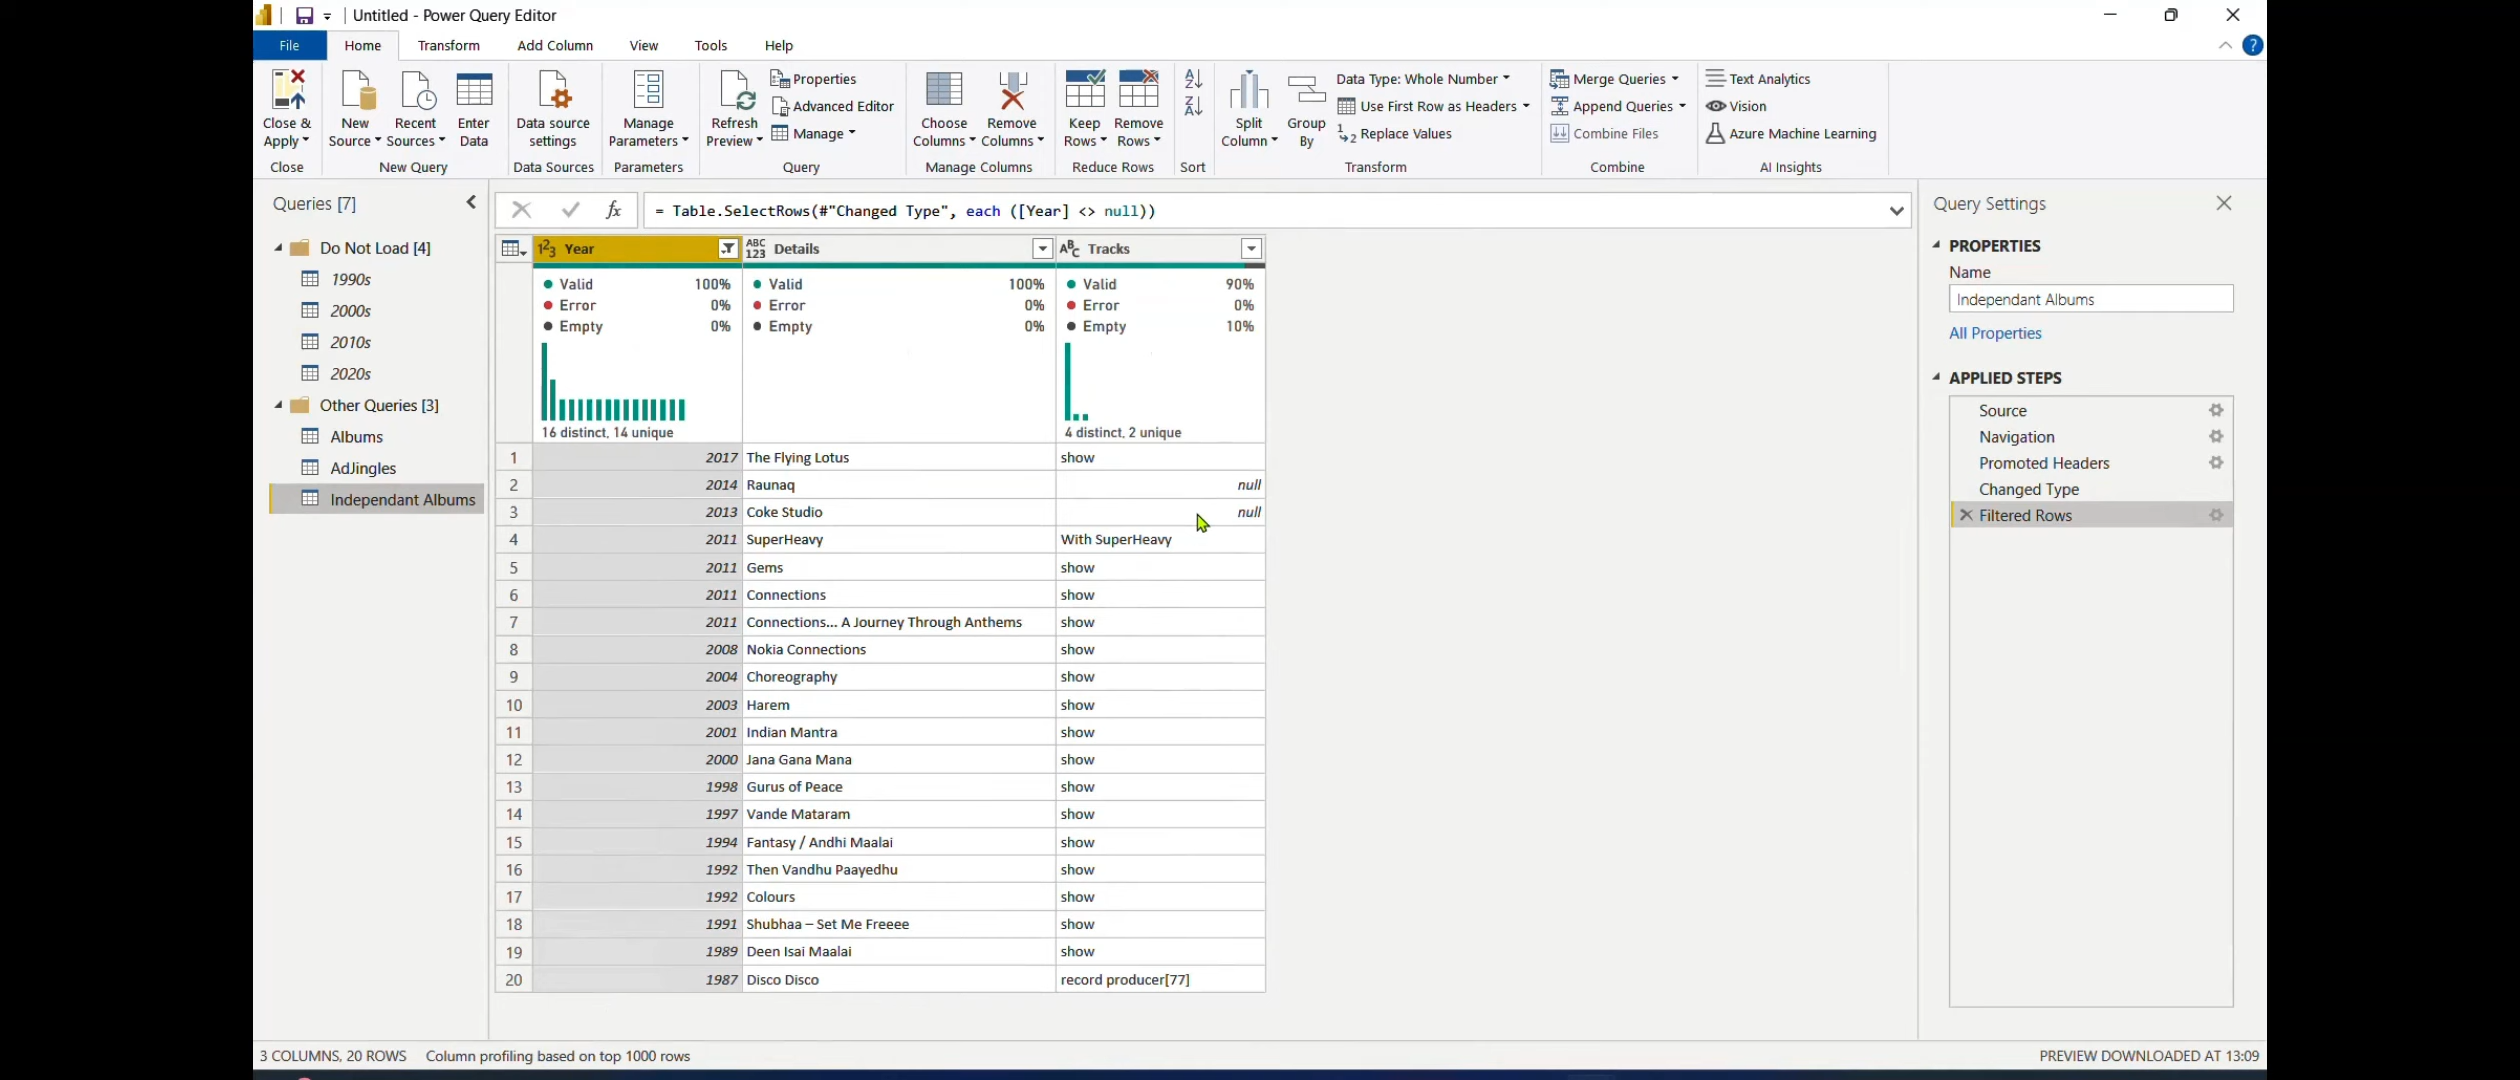 Untitled - Power Query Editor
File Home Transform Add Column View Tools Help
Close & Apply
Close
New Source
Recent Sources
Enter Data
New Query
Data source settings
Data Sources
Manage Parameters
Parameters
Refresh Preview
Properties
Advanced Editor
Manage
Query
Choose Columns
Remove Columns
Manage Columns
Keep Rows
Remove Rows
Reduce Rows
Sort
Split Column
Group By
Data Type: Whole Number
Use First Row as Headers
Replace Values
Transform
Merge Queries
Append Queries
Combine Files
Combine
Text Analytics
Vision
Azure Machine Learning
AI Insights
Queries [7]
Do Not Load [4]
1990s
2000s
2010s
2020s
Other Queries [3]
Albums
AdJingles
Independant Albums
= Table.SelectRows(#"Changed Type", each ([Year] <> null))
Year Details Tracks
Valid 100% Valid 100% Valid 90%
Error 0% Error 0% Error 0%
Empty 0% Empty 0% Empty 10%
16 distinct, 14 unique 4 distinct, 2 unique
1 2017 The Flying Lotus show
2 2014 Raunaq null
3 2013 Coke Studio null
4 2011 SuperHeavy With SuperHeavy
5 2011 Gems show
6 2011 Connections show
7 2011 Connections... A Journey Through Anthems show
8 2008 Nokia Connections show
9 2004 Choreography show
10 2003 Harem show
11 2001 Indian Mantra show
12 2000 Jana Gana Mana show
13 1998 Gurus of Peace show
14 1997 Vande Mataram show
15 1994 Fantasy / Andhi Maalai show
16 1992 Then Vandhu Paayedhu show
17 1992 Colours show
18 1991 Shubhaa – Set Me Freeee show
19 1989 Deen Isai Maalai show
20 1987 Disco Disco record producer[77]
Query Settings
PROPERTIES
Name
Independant Albums
All Properties
APPLIED STEPS
Source
Navigation
Promoted Headers
Changed Type
Filtered Rows
3 COLUMNS, 20 ROWS Column profiling based on top 1000 rows
PREVIEW DOWNLOADED AT 13:09